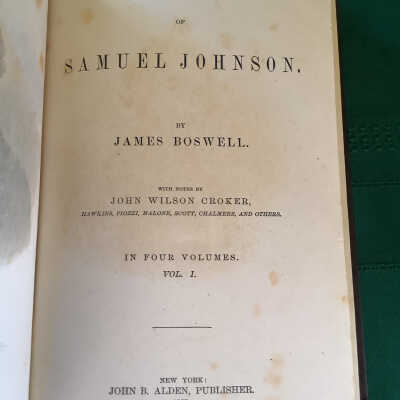 OF
SAMUEL JOHNSON.
BY
JAMES BOSWELL.
WITH NOTES BY
JOHN WILSON CROKER,
HAWKINS, PIOZZI, MALONE, SCOTT, CHALMERS, AND OTHERS.
IN FOUR VOLUMES.
VOL. I.
NEW YORK:
JOHN B. ALDEN, PUBLISHER.